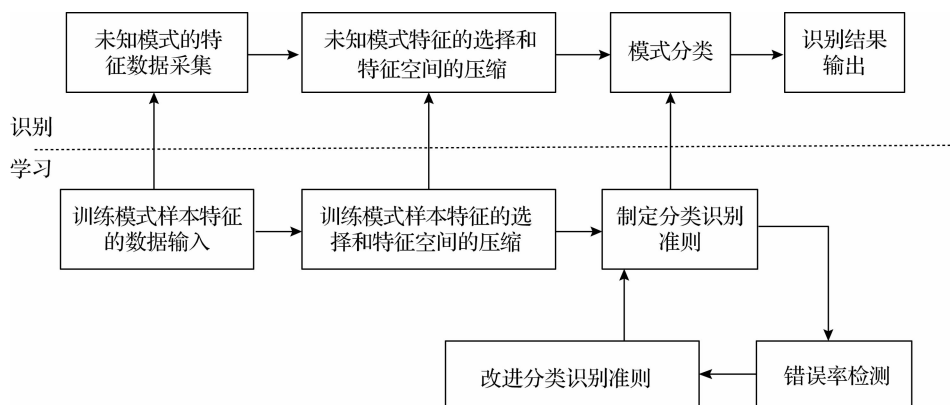 未知模式的特
征数据采集
未知模式特征的选择和
特征空间的压缩
模式分类
识别结果
输出
识别
学习
训练模式样本特征
的数据输入
训练模式样本特征的选
择和特征空间的压缩
制定分类识别
准则
改进分类识别准则
错误率检测